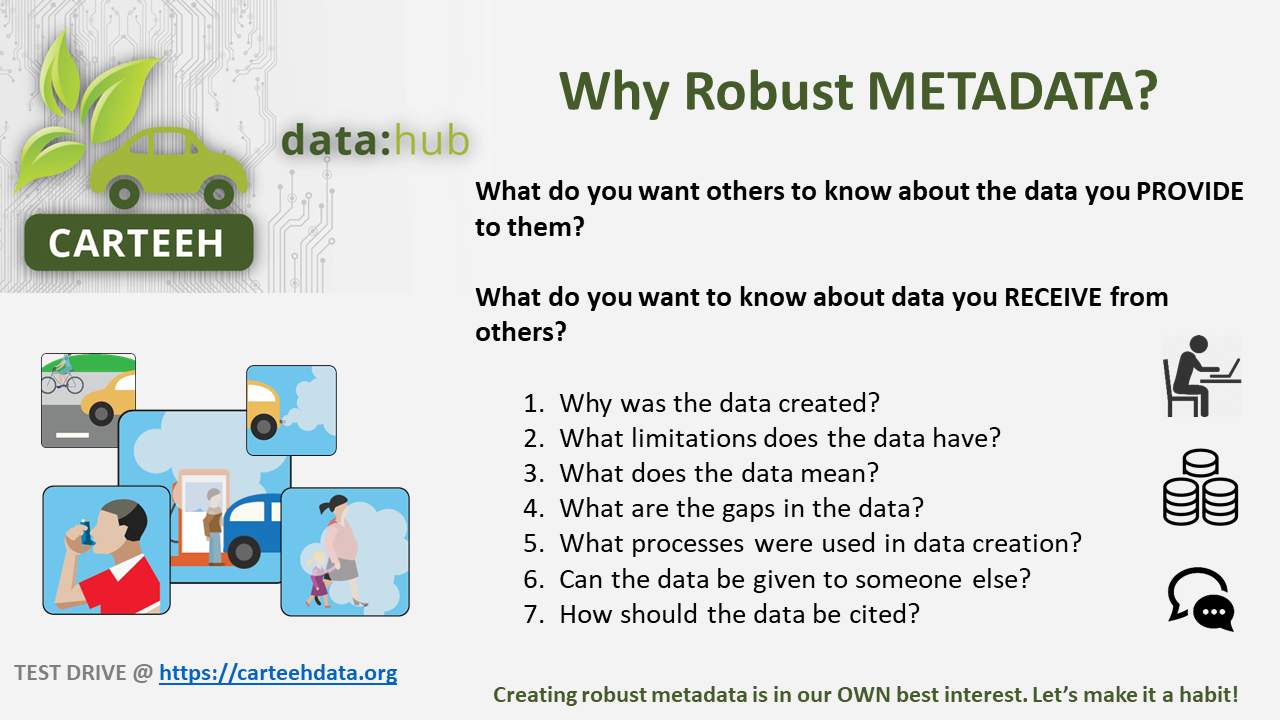 Why Robust METADATA?
data:hub
CARTEEH
What do you want others to know about the data you PROVIDE
to them?
What do you want to know about data you RECEIVE from
others?
1. Why was the data created?
2. What limitations does the data have?
3. What does the data mean?
4. What are the gaps in the data?
5. What processes were used in data creation?
6. Can the data be given to someone else?
7. How should the data be cited?
TEST DRIVE @ https://carteehdata.org
Creating robust metadata is in our OWN best interest. Let’s make it a habit!